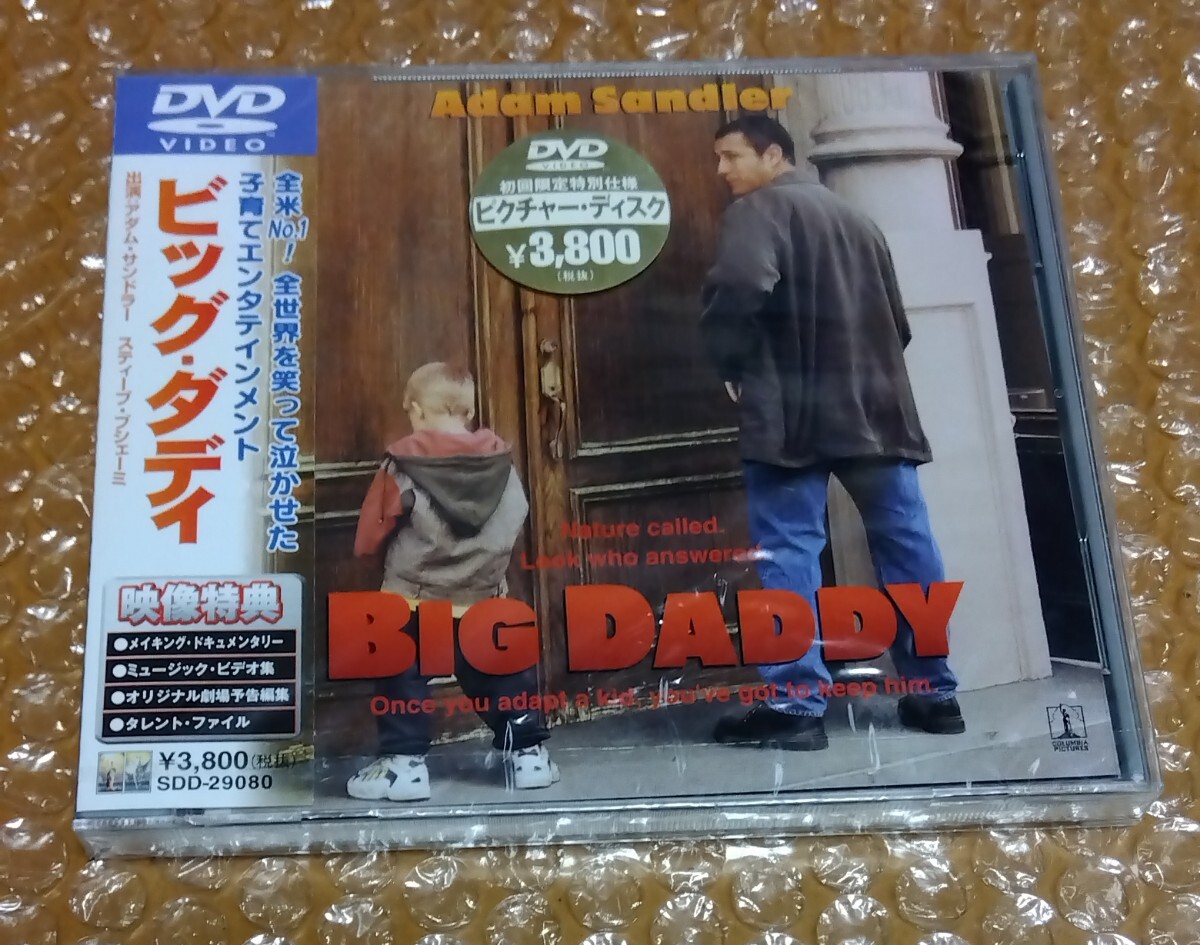 DVD
VIDEO
全米No.1! 全世界を笑って泣かせた
子育てエンタテインメント
ビッグ・ダディ
出演:アダム・サンドラー スティーブ・ブシェーミ
映像特典
●メイキング・ドキュメンタリー
●ミュージック・ビデオ集
●オリジナル劇場予告編集
●タレント・ファイル
¥3,800(税抜)
SDD-29080
Adam Sandler
DVD
VIDEO
初回限定特別仕様
ピクチャー・ディスク
¥3,800
(税抜)
Nature called.
Look who answered.
BIG DADDY
Once you adapt a kid, you've got to keep him.
COLUMBIA
PICTURES